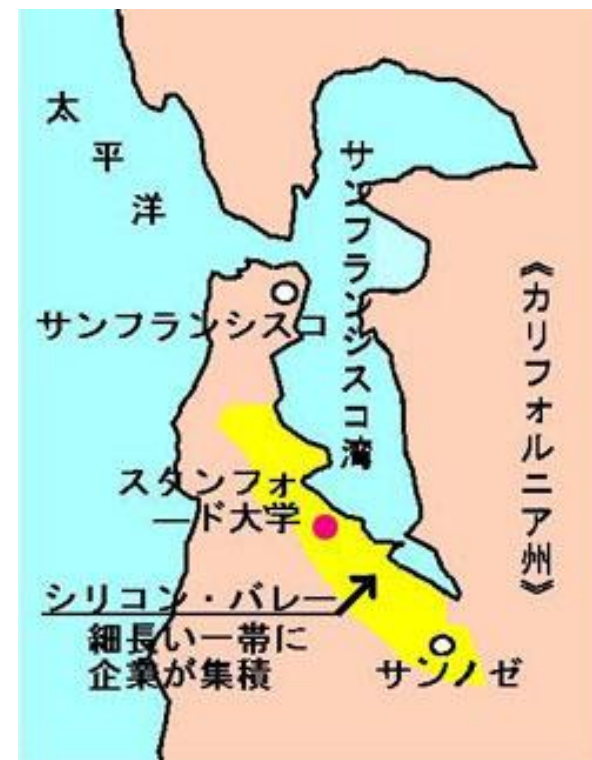 太平洋
サンフランシスコ湾
サンフランシスコ
《カリフォルニア州》
スタンフォ
ード大学
シリコン・バレー
細長い一帯に
企業が集積
サンノゼ